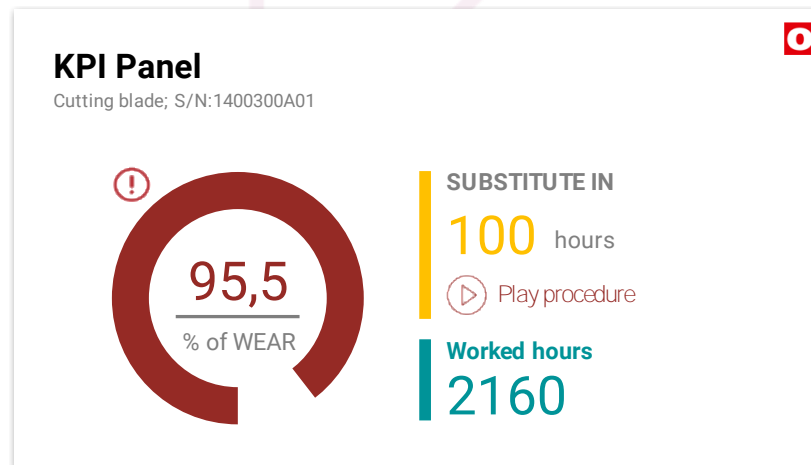 KPI Panel
Cutting blade; S/N:1400300A01
95,5
% of WEAR
SUBSTITUTE IN
100 hours
Play procedure
Worked hours
2160